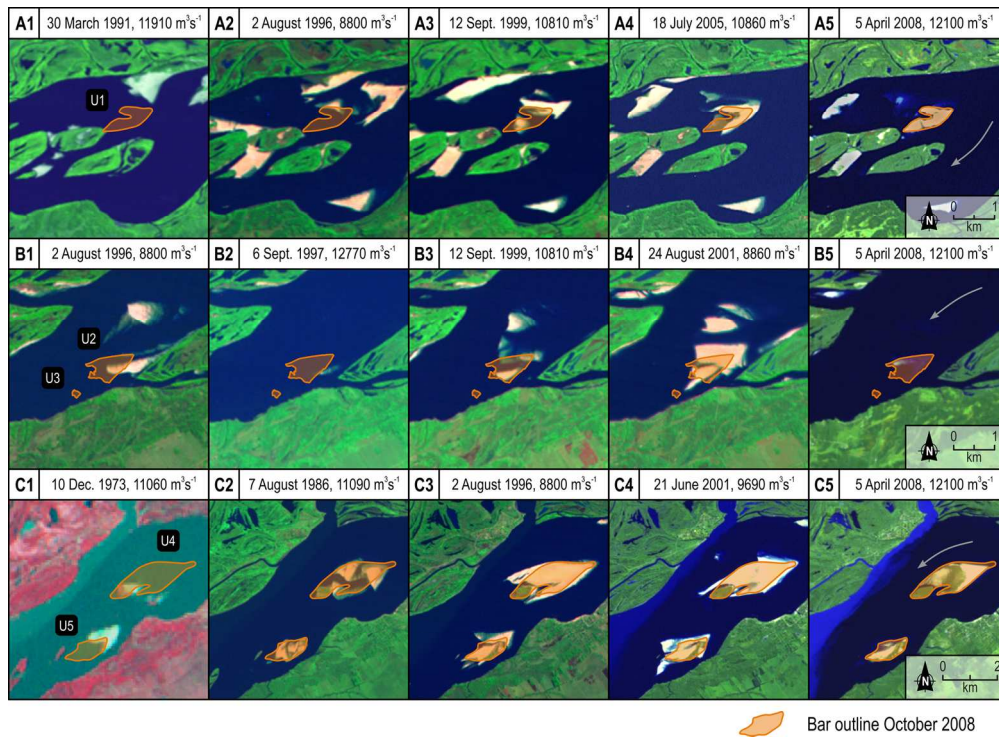 A1 30 March 1991, 11910 m³s⁻¹ A2 2 August 1996, 8800 m³s⁻¹ A3 12 Sept. 1999, 10810 m³s⁻¹ A4 18 July 2005, 10860 m³s⁻¹ A5 5 April 2008, 12100 m³s⁻¹
U1
N 0 1
km
B1 2 August 1996, 8800 m³s⁻¹ B2 6 Sept. 1997, 12770 m³s⁻¹ B3 12 Sept. 1999, 10810 m³s⁻¹ B4 24 August 2001, 8860 m³s⁻¹ B5 5 April 2008, 12100 m³s⁻¹
U2
U3
N 0 1
km
C1 10 Dec. 1973, 11060 m³s⁻¹ C2 7 August 1986, 11090 m³s⁻¹ C3 2 August 1996, 8800 m³s⁻¹ C4 21 June 2001, 9690 m³s⁻¹ C5 5 April 2008, 12100 m³s⁻¹
U4
U5
N 0 2
km
Bar outline October 2008